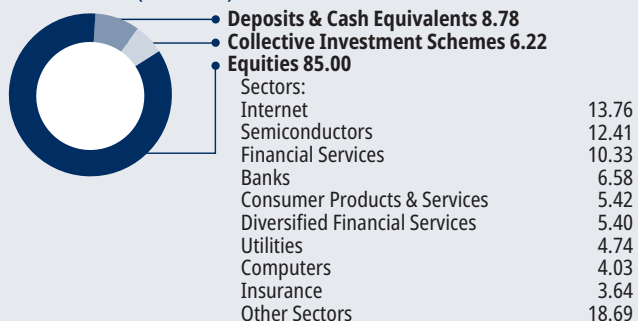 Deposits & Cash Equivalents 8.78
Collective Investment Schemes 6.22
Equities 85.00
Sectors:
Internet 13.76
Semiconductors 12.41
Financial Services 10.33
Banks 6.58
Consumer Products & Services 5.42
Diversified Financial Services 5.40
Utilities 4.74
Computers 4.03
Insurance 3.64
Other Sectors 18.69